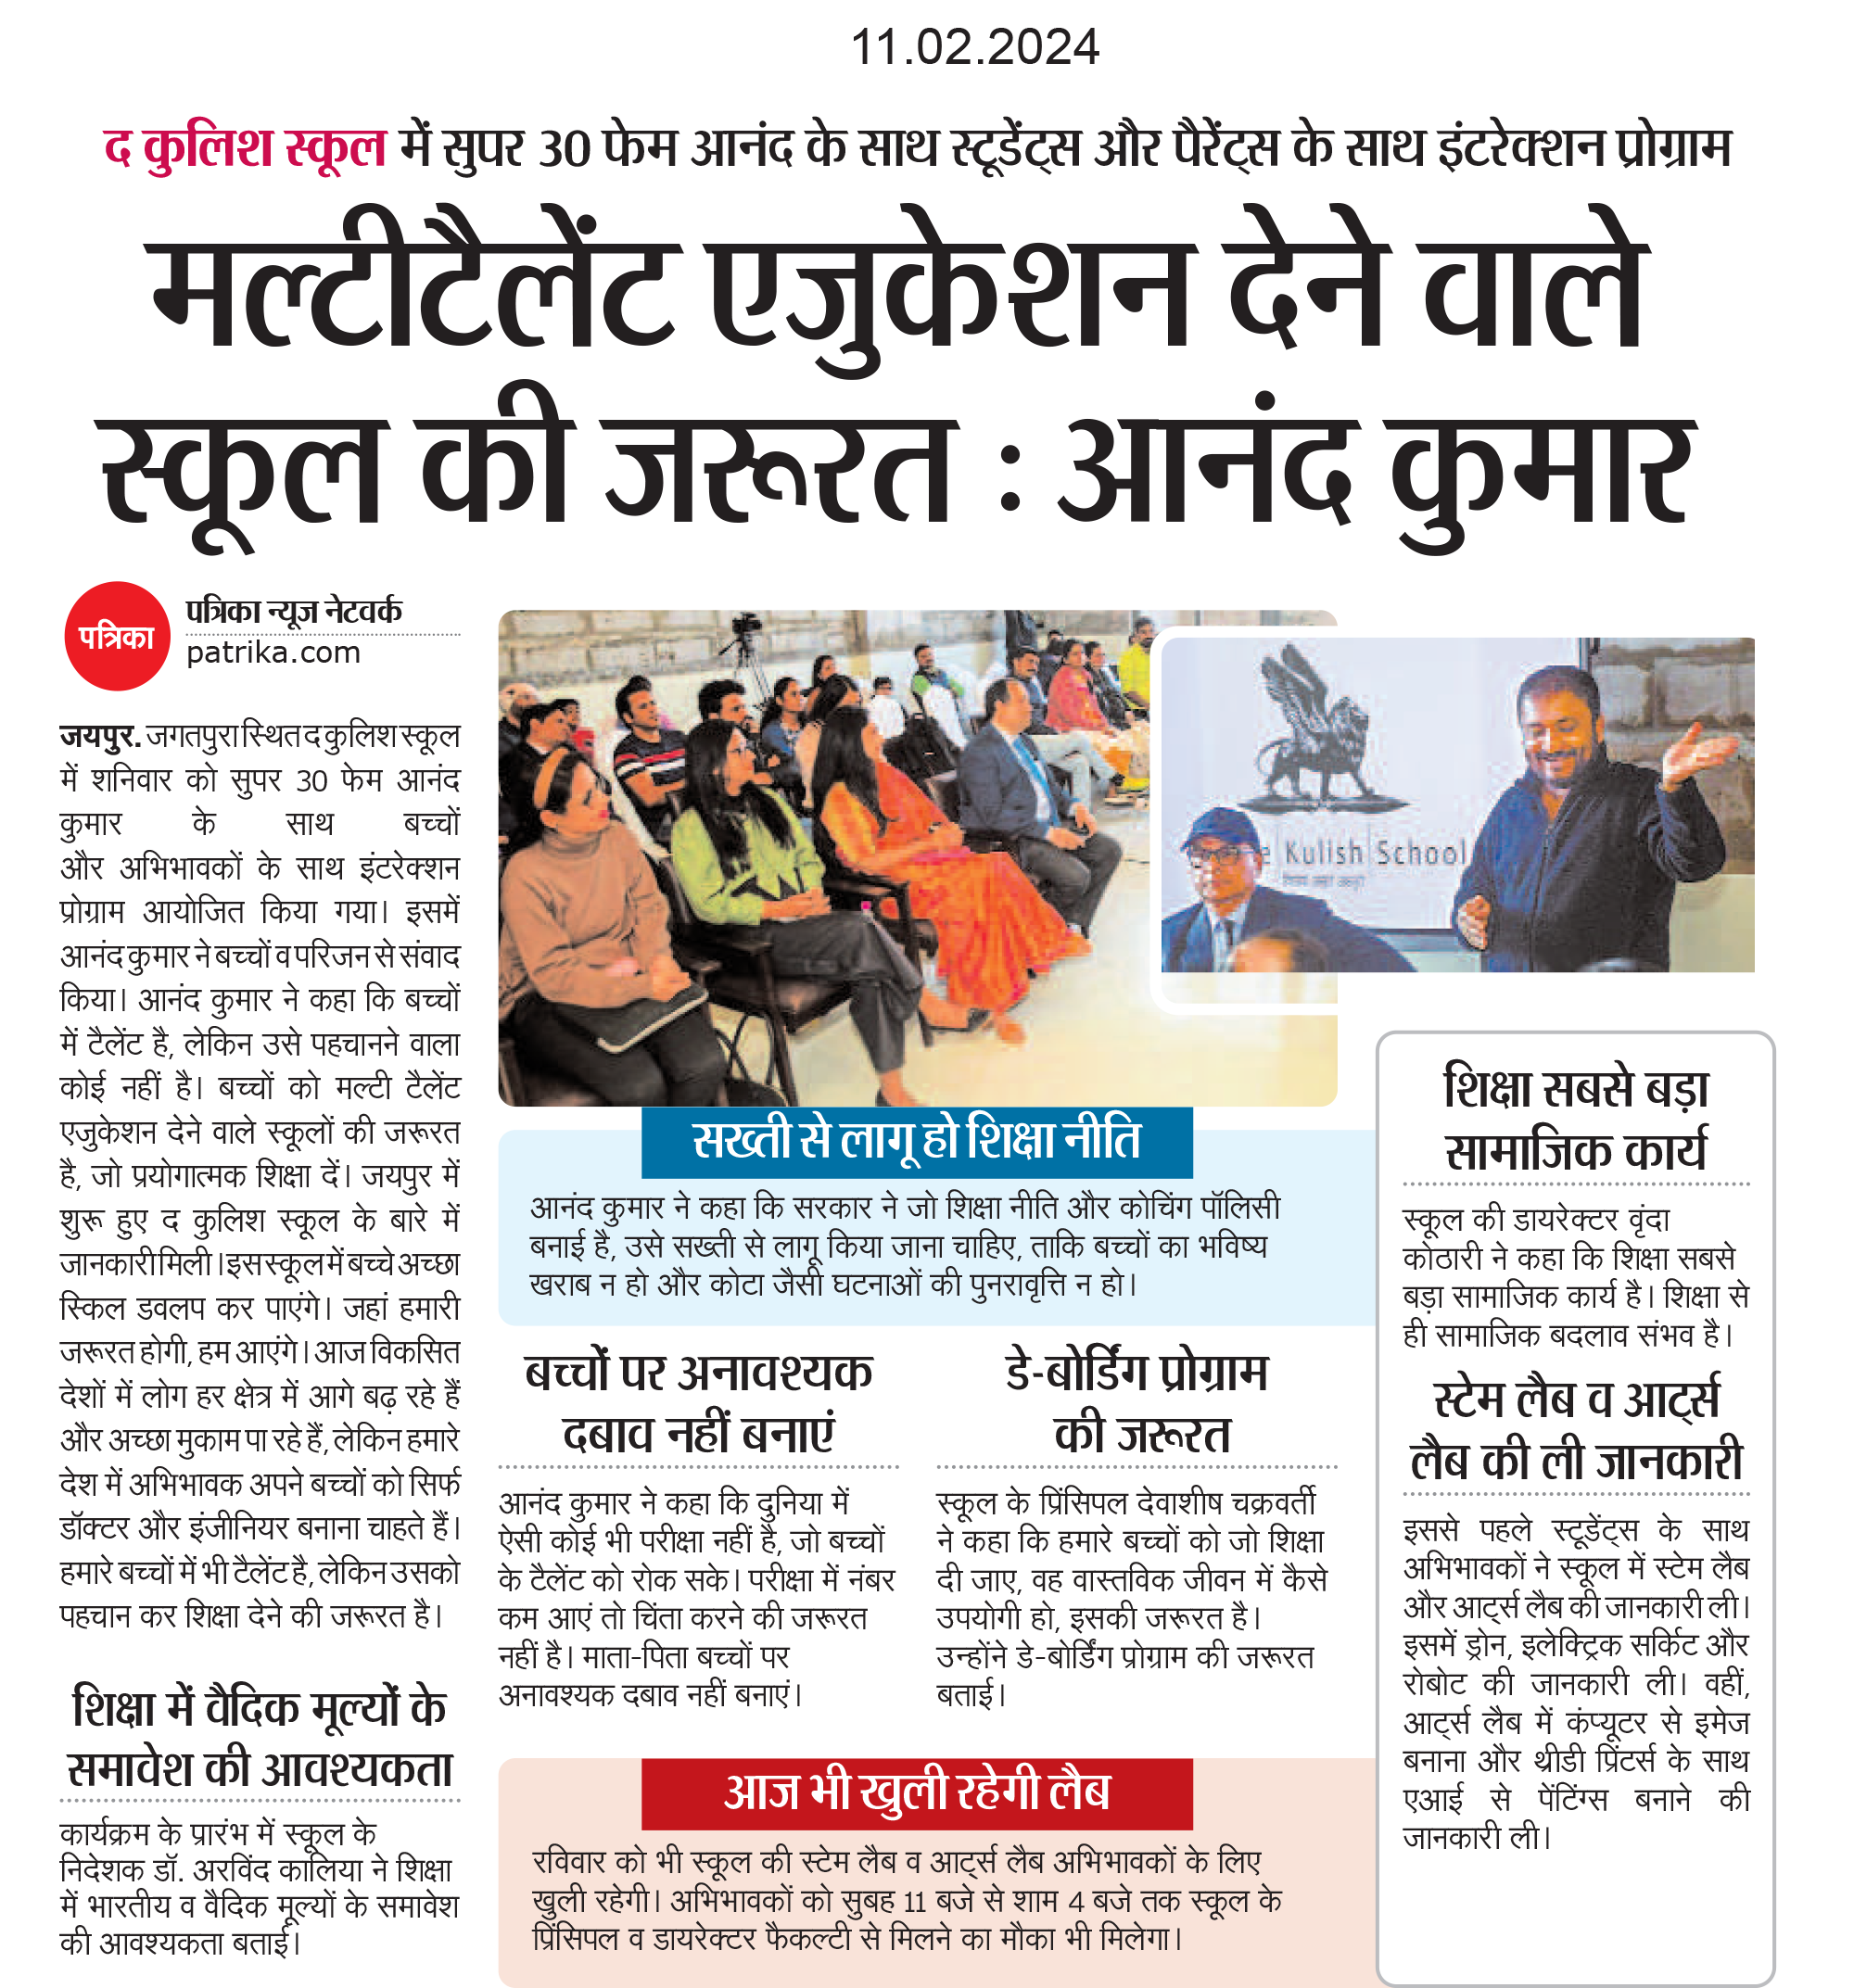 11.02.2024
द कुलिश स्कूल में सुपर 30 फेम आनंद के साथ स्टूडेंट्स और पैरेंट्स के साथ इंटरेक्शन प्रोग्राम
मल्टीटैलेंट एजुकेशन देने वाले
स्कूल की जरूरत : आनंद कुमार
पत्रिका
पत्रिका न्यूज नेटवर्क
patrika.com
जयपुर. जगतपुरा स्थित द कुलिश स्कूल
में शनिवार को सुपर 30 फेम आनंद
कुमार के साथ बच्चों
और अभिभावकों के साथ इंटरेक्शन
प्रोग्राम आयोजित किया गया। इसमें
आनंद कुमार ने बच्चों व परिजन से संवाद
किया। आनंद कुमार ने कहा कि बच्चों
में टैलेंट है, लेकिन उसे पहचानने वाला
कोई नहीं है। बच्चों को मल्टी टैलेंट
एजुकेशन देने वाले स्कूलों की जरूरत
है, जो प्रयोगात्मक शिक्षा दें। जयपुर में
शुरू हुए द कुलिश स्कूल के बारे में
जानकारी मिली। इस स्कूल में बच्चे अच्छा
स्किल डवलप कर पाएंगे। जहां हमारी
जरूरत होगी, हम आएंगे। आज विकसित
देशों में लोग हर क्षेत्र में आगे बढ़ रहे हैं
और अच्छा मुकाम पा रहे हैं, लेकिन हमारे
देश में अभिभावक अपने बच्चों को सिर्फ
डॉक्टर और इंजीनियर बनाना चाहते हैं।
हमारे बच्चों में भी टैलेंट है, लेकिन उसको
पहचान कर शिक्षा देने की जरूरत है।
शिक्षा में वैदिक मूल्यों के
समावेश की आवश्यकता
कार्यक्रम के प्रारंभ में स्कूल के
निदेशक डॉ. अरविंद कालिया ने शिक्षा
में भारतीय व वैदिक मूल्यों के समावेश
की आवश्यकता बताई।
Kulish School
सख्ती से लागू हो शिक्षा नीति
आनंद कुमार ने कहा कि सरकार ने जो शिक्षा नीति और कोचिंग पॉलिसी
बनाई है, उसे सख्ती से लागू किया जाना चाहिए, ताकि बच्चों का भविष्य
खराब न हो और कोटा जैसी घटनाओं की पुनरावृत्ति न हो।
बच्चों पर अनावश्यक
दबाव नहीं बनाएं
आनंद कुमार ने कहा कि दुनिया में
ऐसी कोई भी परीक्षा नहीं है, जो बच्चों
के टैलेंट को रोक सके। परीक्षा में नंबर
कम आएं तो चिंता करने की जरूरत
नहीं है। माता-पिता बच्चों पर
अनावश्यक दबाव नहीं बनाएं।
डे-बोर्डिंग प्रोग्राम
की जरूरत
स्कूल के प्रिंसिपल देवाशीष चक्रवर्ती
ने कहा कि हमारे बच्चों को जो शिक्षा
दी जाए, वह वास्तविक जीवन में कैसे
उपयोगी हो, इसकी जरूरत है।
उन्होंने डे-बोर्डिंग प्रोग्राम की जरूरत
बताई।
आज भी खुली रहेगी लैब
रविवार को भी स्कूल की स्टेम लैब व आर्ट्स लैब अभिभावकों के लिए
खुली रहेगी। अभिभावकों को सुबह 11 बजे से शाम 4 बजे तक स्कूल के
प्रिंसिपल व डायरेक्टर फैकल्टी से मिलने का मौका भी मिलेगा।
शिक्षा सबसे बड़ा
सामाजिक कार्य
स्कूल की डायरेक्टर वृंदा
कोठारी ने कहा कि शिक्षा सबसे
बड़ा सामाजिक कार्य है। शिक्षा से
ही सामाजिक बदलाव संभव है।
स्टेम लैब व आर्ट्स
लैब की ली जानकारी
इससे पहले स्टूडेंट्स के साथ
अभिभावकों ने स्कूल में स्टेम लैब
और आर्ट्स लैब की जानकारी ली।
इसमें ड्रोन, इलेक्ट्रिक सर्किट और
रोबोट की जानकारी ली। वहीं,
आर्ट्स लैब में कंप्यूटर से इमेज
बनाना और थ्रीडी प्रिंटर्स के साथ
एआई से पेंटिंग्स बनाने की
जानकारी ली।